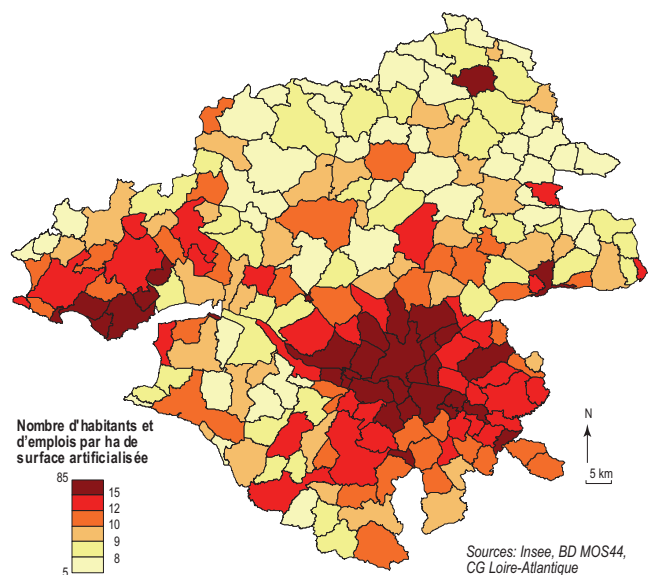 Nombre d'habitants et
d'emplois par ha de
surface artificialisée
85
15
12
10
9
8
5
N
5 km
Sources: Insee, BD MOS44,
CG Loire-Atlantique